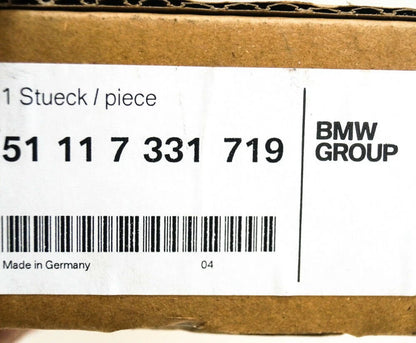 1 Stueck / piece
51 11 7 331 719
BMW
GROUP
Made in Germany 04